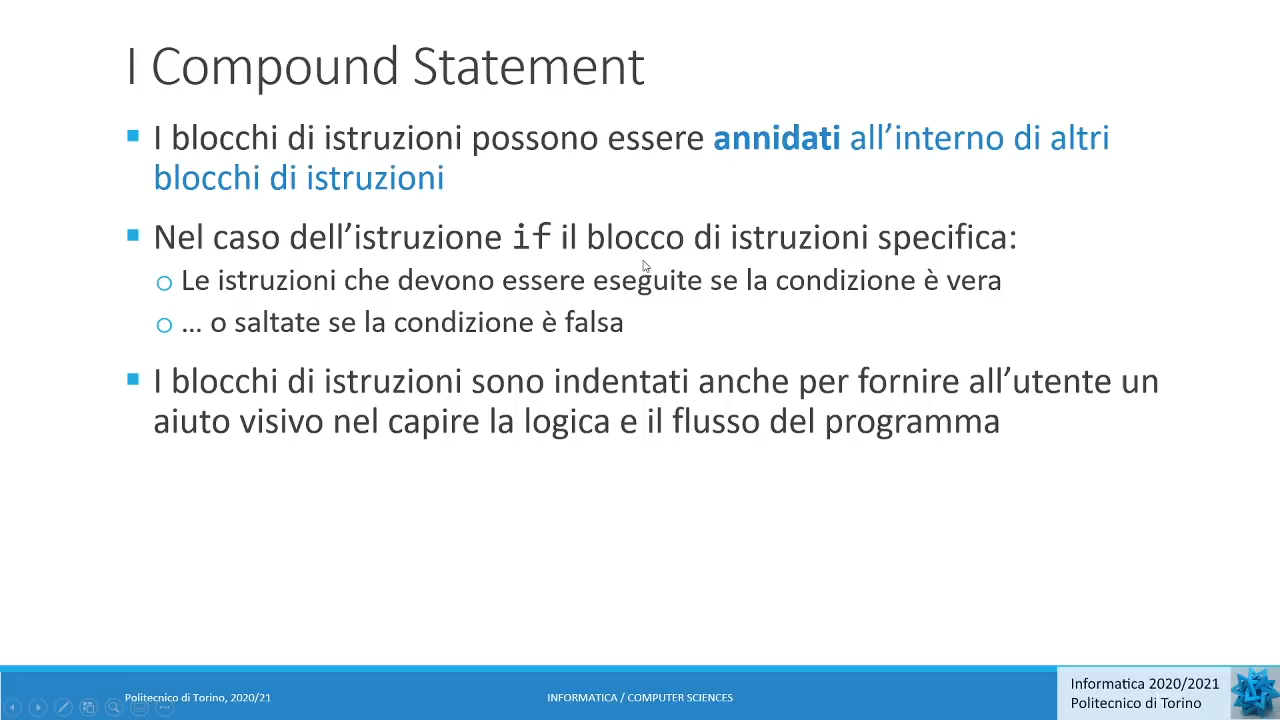 I Compound Statement
I blocchi di istruzioni possono essere annidati all’interno di altri
blocchi di istruzioni
Nel caso dell’istruzione if il blocco di istruzioni specifica:
Le istruzioni che devono essere eseguite se la condizione è vera
… o saltate se la condizione è falsa
I blocchi di istruzioni sono indentati anche per fornire all’utente un
aiuto visivo nel capire la logica e il flusso del programma
Politecnico di Torino, 2020/21
INFORMATICA / COMPUTER SCIENCES
Informatica 2020/2021
Politecnico di Torino